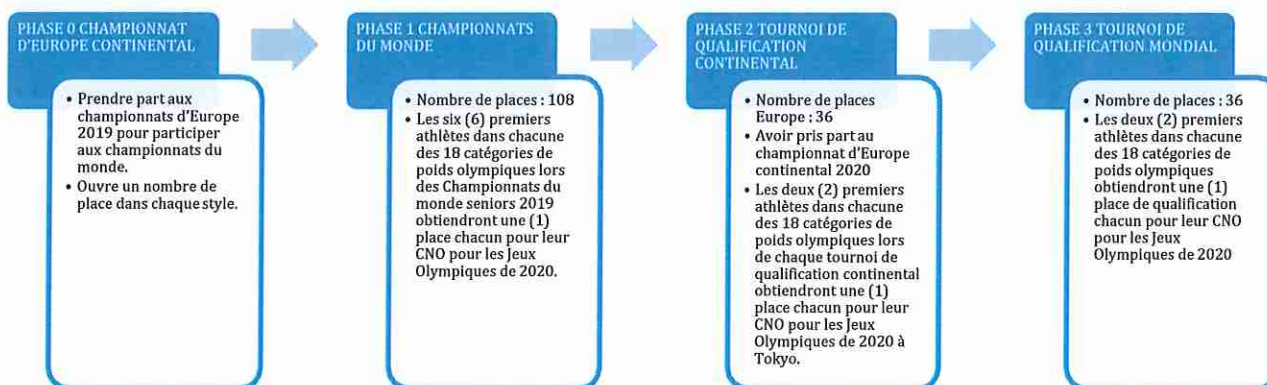 PHASE 0 CHAMPIONNAT
D'EUROPE CONTINENTAL
• Prendre part aux
championnats d'Europe
2019 pour participer
aux championnats du
monde.
• Ouvre un nombre de
place dans chaque style.
PHASE 1 CHAMPIONNATS
DU MONDE
• Nombre de places : 108
• Les six (6) premiers
athlètes dans chacune
des 18 catégories de
poids olympiques lors
des Championnats du
monde seniors 2019
obtiendront une (1)
place chacun pour leur
CNO pour les Jeux
Olympiques de 2020.
PHASE 2 TOURNOI DE
QUALIFICATION
CONTINENTAL
• Nombre de places
Europe : 36
• Avoir pris part au
championnat d'Europe
continental 2020
• Les deux (2) premiers
athlètes dans chacune
des 18 catégories de
poids olympiques lors
de chaque tournoi de
qualification continental
obtiendront une (1)
place chacun pour leur
CNO pour les Jeux
Olympiques de 2020 à
Tokyo.
PHASE 3 TOURNOI DE
QUALIFICATION MONDIAL
• Nombre de places : 36
• Les deux (2) premiers
athlètes dans chacune
des 18 catégories de
poids olympiques
obtiendront une (1)
place de qualification
chacun pour leur CNO
pour les Jeux
Olympiques de 2020